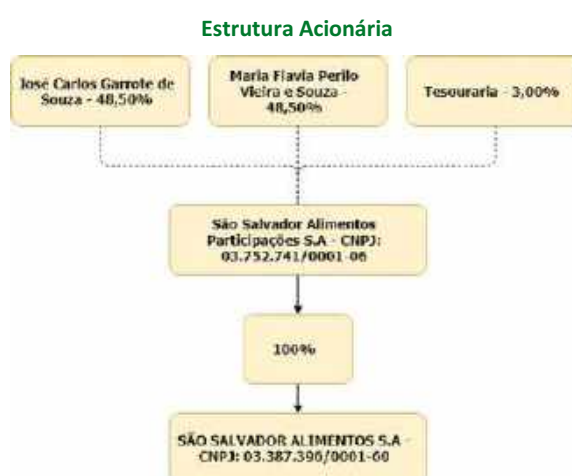 Estrutura Acionária
José Carlos Garrote de
Souza - 48,50%
Maria Flavia Perilo
Vieira e Souza -
48,50%
Tesouraria - 3,00%
São Salvador Alimentos
Participações S.A - CNPJ:
03.752.741/0001-06
100%
SÃO SALVADOR ALIMENTOS S.A -
CNPJ: 03.387.396/0001-60